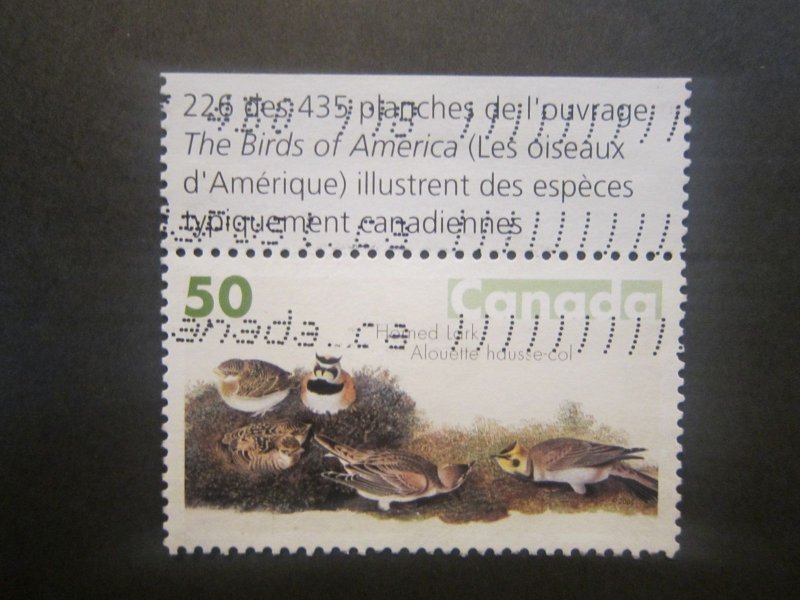 226 des 435 planches de l'ouvrage
The Birds of America (Les oiseaux
d'Amérique) illustrent des espèces
typiquement canadiennes
50 Canada
anada...ca
Horned Lark
Alouette hausse-col